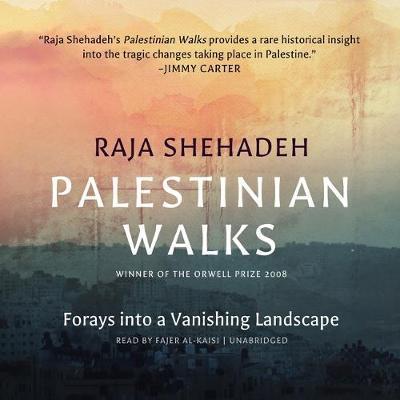 “Raja Shehadeh’s Palestinian Walks provides a rare historical insight
into the tragic changes taking place in Palestine.”
–JIMMY CARTER
RAJA SHEHADEH
PALESTINIAN
WALKS
WINNER OF THE ORWELL PRIZE 2008
Forays into a Vanishing Landscape
READ BY FAJER AL-KAISI | UNABRIDGED